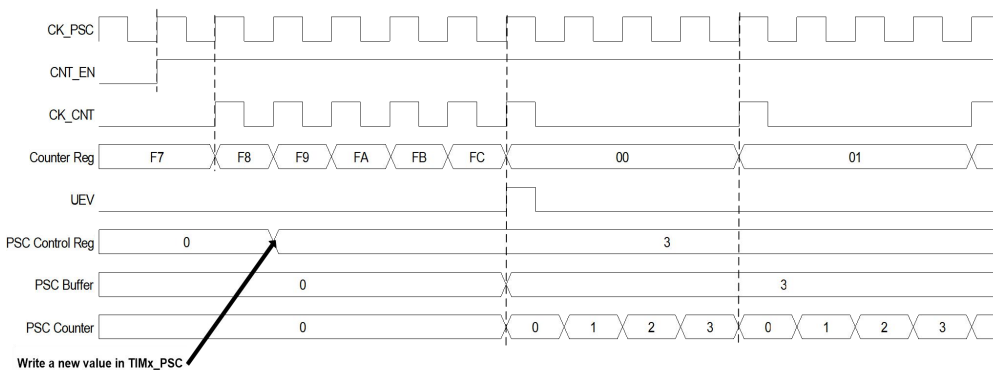 CK_PSC
CNT_EN
CK_CNT
Counter Reg F7 F8 F9 FA FB FC 00 01
UEV
PSC Control Reg 0 3
PSC Buffer 0 3
PSC Counter 0 0 1 2 3 0 1 2 3
Write a new value in TIMx_PSC